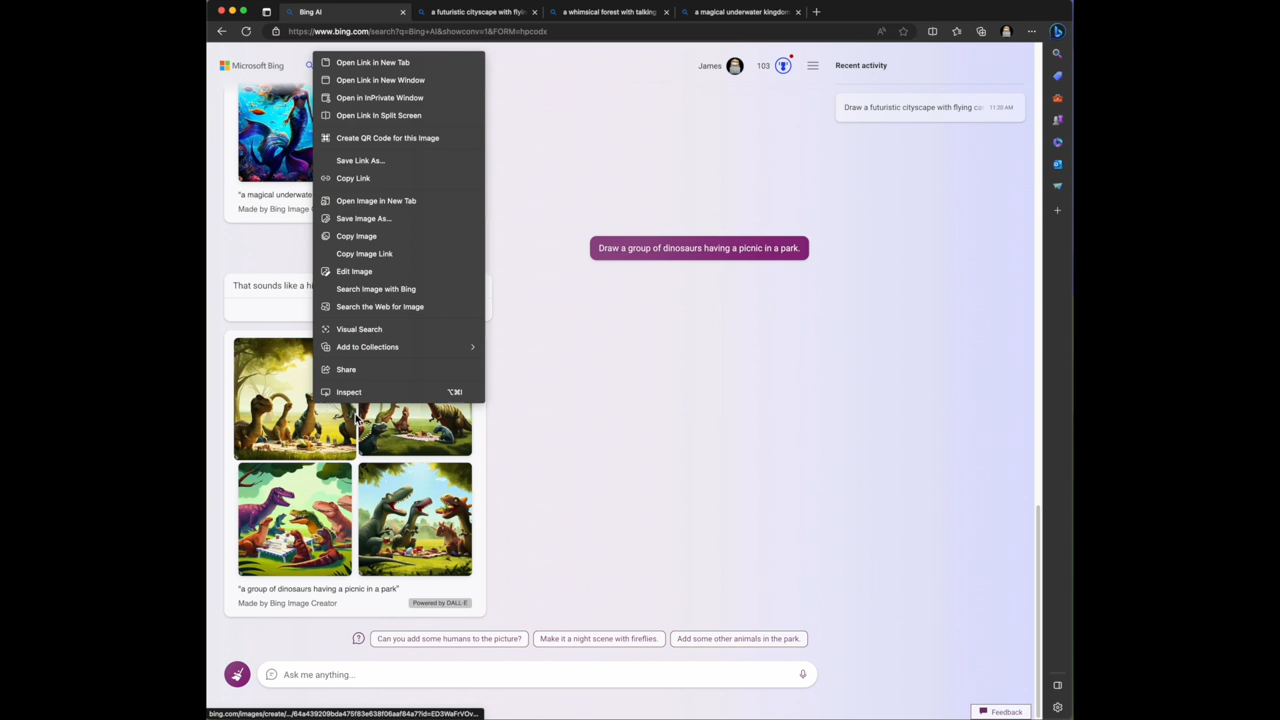 Bing AI
a futuristic cityscape with flyin
a whimsical forest with talking
a magical underwater kingdom
https://www.bing.com/search?q=Bing+AI&showconv=1&FORM=hpcodx
Microsoft Bing
James
103
Recent activity
Draw a futuristic cityscape with flying ca
11:20 AM
"a magical underwate
Made by Bing Image C
Open Link in New Tab
Open Link in New Window
Open in InPrivate Window
Open Link In Split Screen
Create QR Code for this Image
Save Link As...
Copy Link
Open Image in New Tab
Save Image As...
Copy Image
Copy Image Link
Edit Image
Search Image with Bing
Search the Web for Image
Visual Search
Add to Collections
Share
Inspect ⌥⌘I
Draw a group of dinosaurs having a picnic in a park.
That sounds like a hi
"a group of dinosaurs having a picnic in a park"
Made by Bing Image Creator
Powered by DALL·E
Can you add some humans to the picture?
Make it a night scene with fireflies.
Add some other animals in the park.
Ask me anything...
Feedback